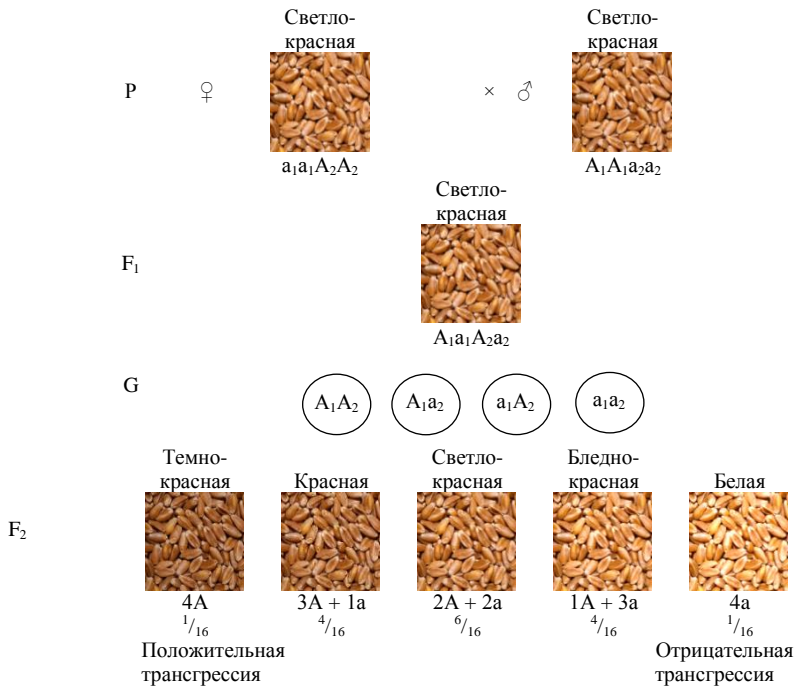 Светло-
красная
Светло-
красная
P ♀ × ♂
a₁a₁A₂A₂
A₁A₁a₂a₂
Светло-
красная
F₁
A₁a₁A₂a₂
G
A₁A₂ A₁a₂ a₁A₂ a₁a₂
Темно-
красная
Красная
Светло-
красная
Бледно-
красная
Белая
F₂
4A 3A + 1a 2A + 2a 1A + 3a 4a
¹/₁₆ ⁴/₁₆ ⁶/₁₆ ⁴/₁₆ ¹/₁₆
Положительная
трансгрессия
Отрицательная
трансгрессия